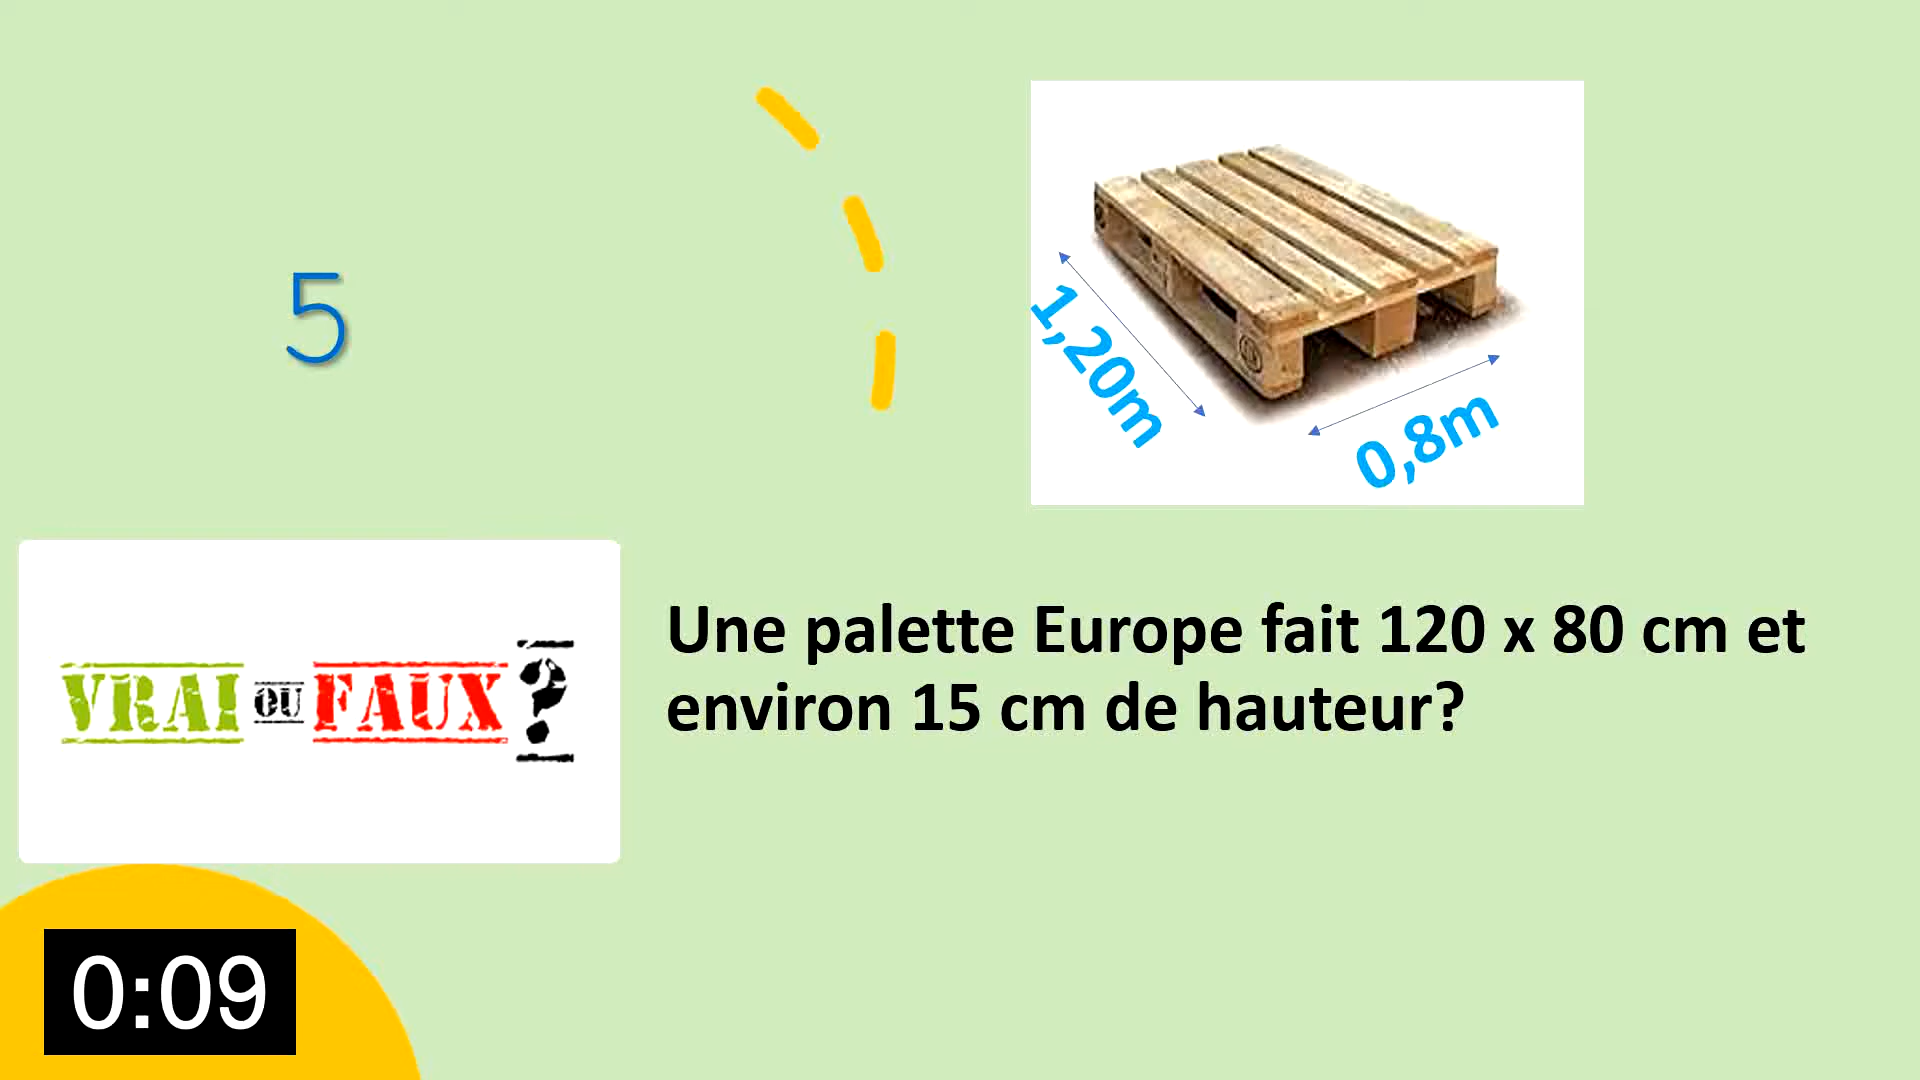 5
1,20m
0,8m
VRAI OU FAUX ?
Une palette Europe fait 120 x 80 cm et
environ 15 cm de hauteur?
0:09